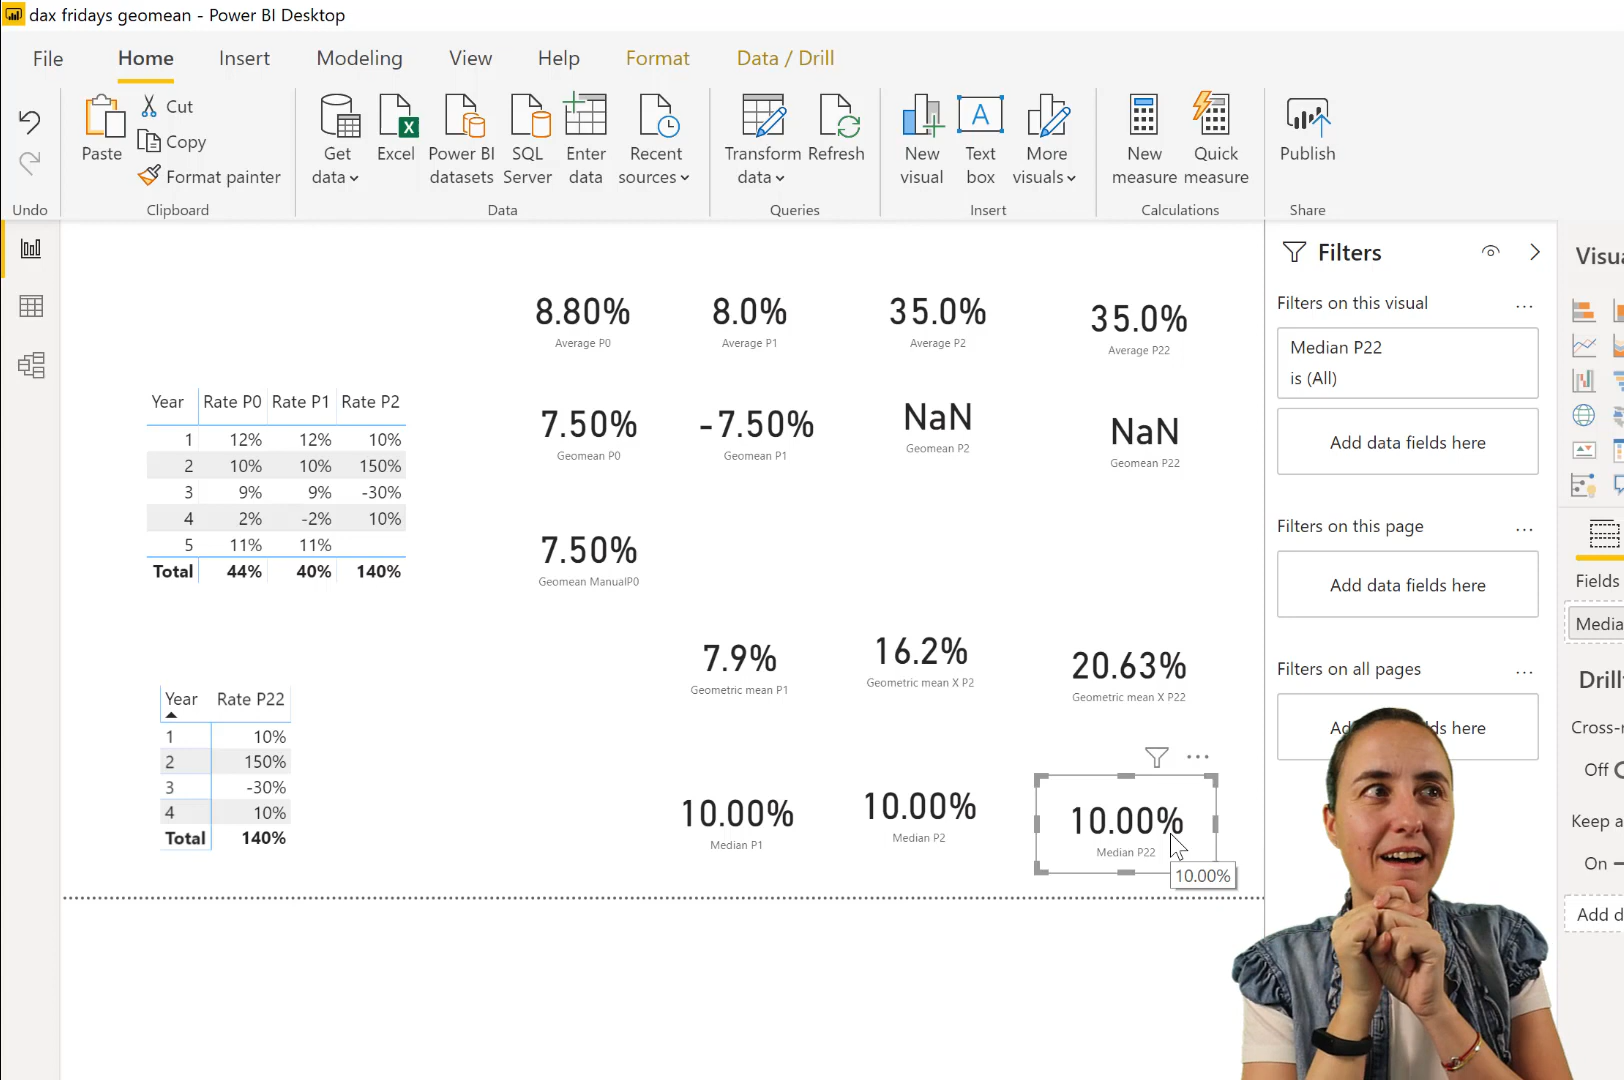 dax fridays geomean - Power BI Desktop
File Home Insert Modeling View Help Format Data / Drill
Paste
Cut
Copy
Format painter
Get data
Excel
Power BI datasets
SQL Server
Enter data
Recent sources
Transform data
Refresh
New visual
Text box
More visuals
New measure
Quick measure
Publish
Undo Clipboard Data Queries Insert Calculations Share
8.80% 8.0% 35.0% 35.0%
Average P0 Average P1 Average P2 Average P22
Year Rate P0 Rate P1 Rate P2
1 12% 12% 10%
2 10% 10% 150%
3 9% 9% -30%
4 2% -2% 10%
5 11% 11%
Total 44% 40% 140%
7.50% -7.50% NaN NaN
Geomean P0 Geomean P1 Geomean P2 Geomean P22
7.50%
Geomean ManualP0
7.9% 16.2% 20.63%
Geometric mean P1 Geometric mean X P2 Geometric mean X P22
Year Rate P22
1 10%
2 150%
3 -30%
4 10%
Total 140%
10.00% 10.00% 10.00%
Median P1 Median P2 Median P22
10.00%
Filters
Filters on this visual ...
Median P22
is (All)
Add data fields here
Filters on this page ...
Add data fields here
Filters on all pages ...
Ad ds here
Visua
Fields
Media
Drill
Cross-r
Off
Keep a
On
Add d